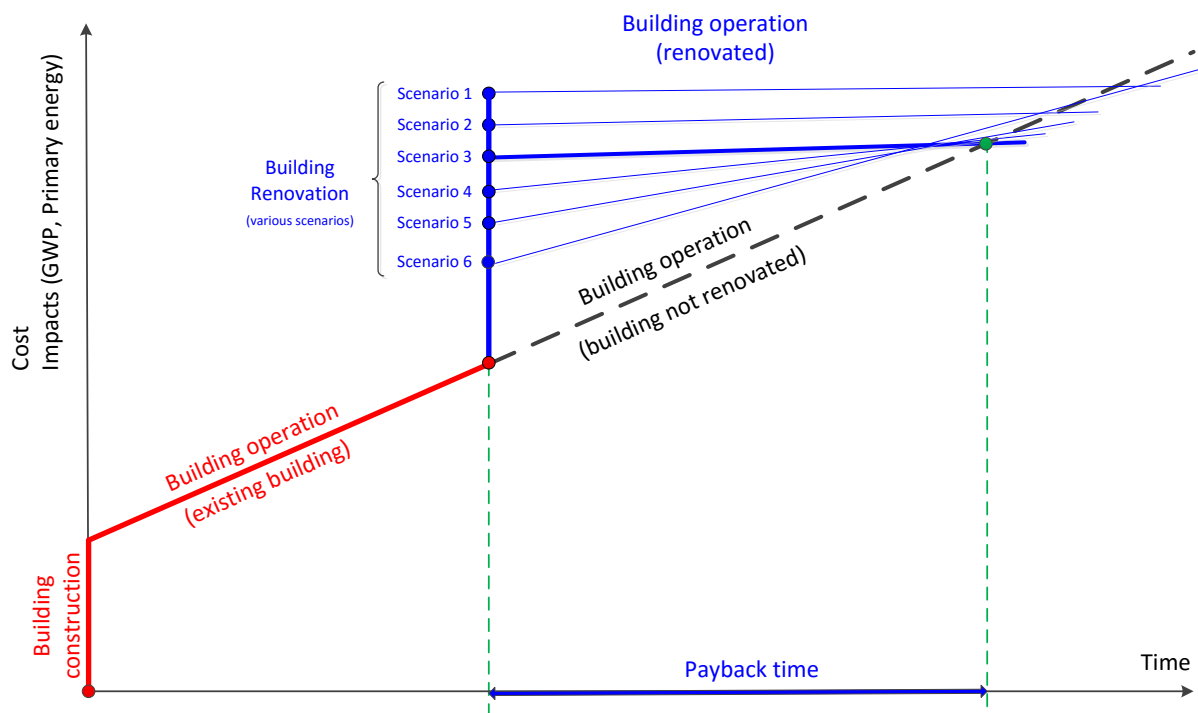 Building operation
(renovated)
Scenario 1
Scenario 2
Scenario 3
Scenario 4
Scenario 5
Scenario 6
Building
Renovation
(various scenarios)
Cost
Impacts (GWP, Primary energy)
Building operation
(building not renovated)
Building operation
(existing building)
Building
construction
Payback time
Time